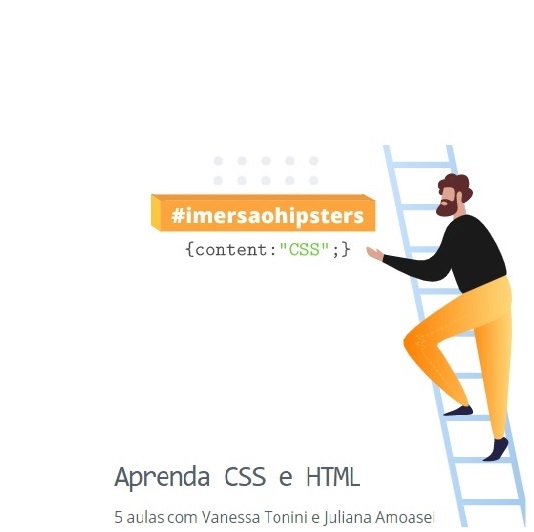 #imersaohipsters
{content:"CSS";}
Aprenda CSS e HTML
5 aulas com Vanessa Tonini e Juliana Amoasei